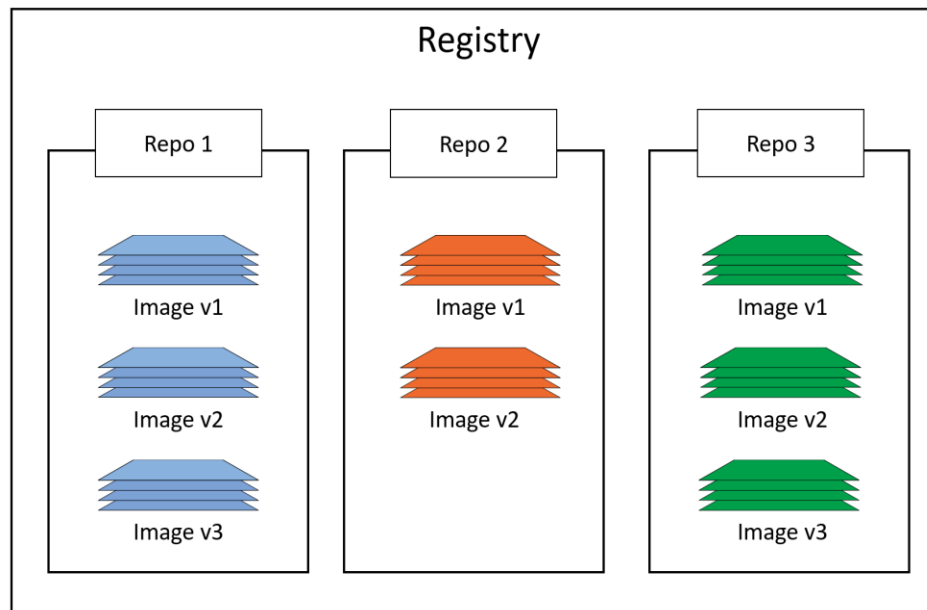 Registry
Repo 1
Image v1
Image v2
Image v3
Repo 2
Image v1
Image v2
Repo 3
Image v1
Image v2
Image v3